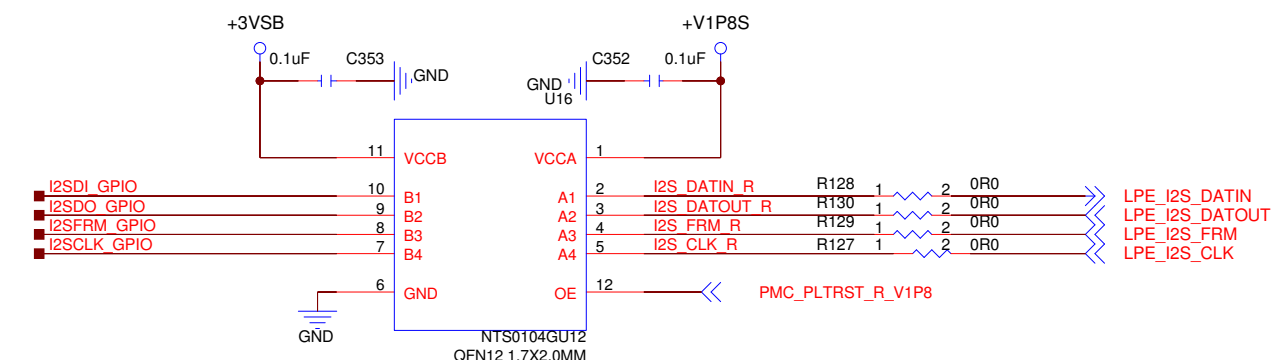 +3VSB
+V1P8S
0.1uF C353 GND
C352 0.1uF
GND
U16
11 VCCB VCCA 1
I2SDI_GPIO 10 B1 A1 2 I2S_DATIN_R R128 1 2 0R0 LPE_I2S_DATIN
I2SDO_GPIO 9 B2 A2 3 I2S_DATOUT_R R130 1 2 0R0 LPE_I2S_DATOUT
I2SFRM_GPIO 8 B3 A3 4 I2S_FRM_R R129 1 2 0R0 LPE_I2S_FRM
I2SCLK_GPIO 7 B4 A4 5 I2S_CLK_R R127 1 2 0R0 LPE_I2S_CLK
6 GND OE 12 PMC_PLTRST_R_V1P8
GND
NTS0104GU12
QFN12 1.7X2.0MM